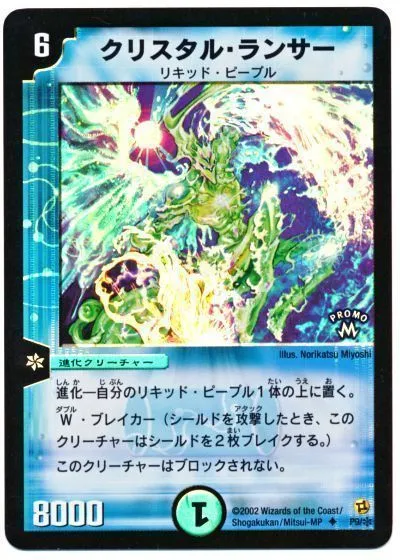 6
クリスタル・ランサー
リキッド・ピープル
PROMO
M
Illus. Norikatsu Miyoshi
進化クリーチャー
進化—自分のリキッド・ピープル1体の上に置く。
W・ブレイカー（シールドを攻撃したとき、この
クリーチャーはシールドを2枚ブレイクする。）
このクリーチャーはブロックされない。
8000
1
©2002 Wizards of the Coast/
Shogakukan/Mitsui-MP